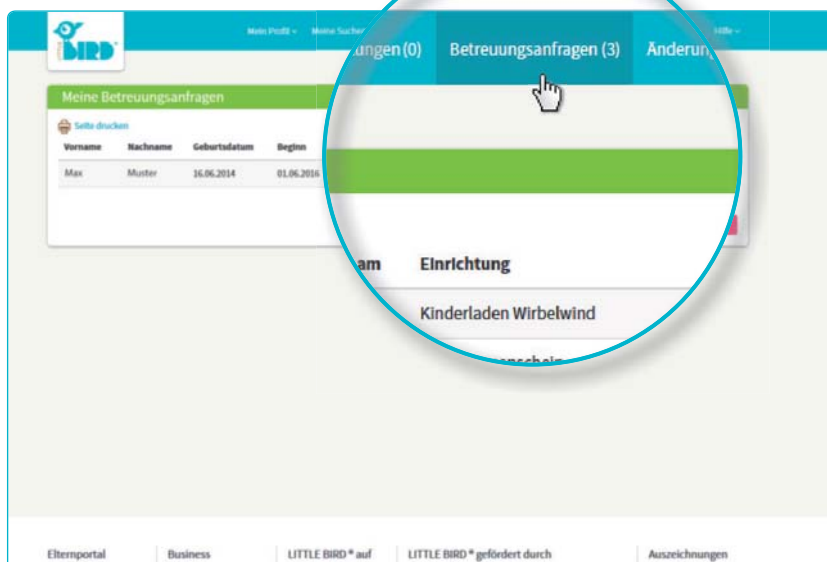 LITTLE BIRD
Mein Profil Meine Sucher
ungen (0) Betreuungsanfragen (3) Änderun
Hilfe
Meine Betreuungsanfragen
Seite drucken
Vorname Nachname Geburtsdatum Beginn
Max Muster 16.06.2014 01.06.2016
am Einrichtung
Kinderladen Wirbelwind
Elternportal Business LITTLE BIRD® auf LITTLE BIRD® gefördert durch Auszeichnungen